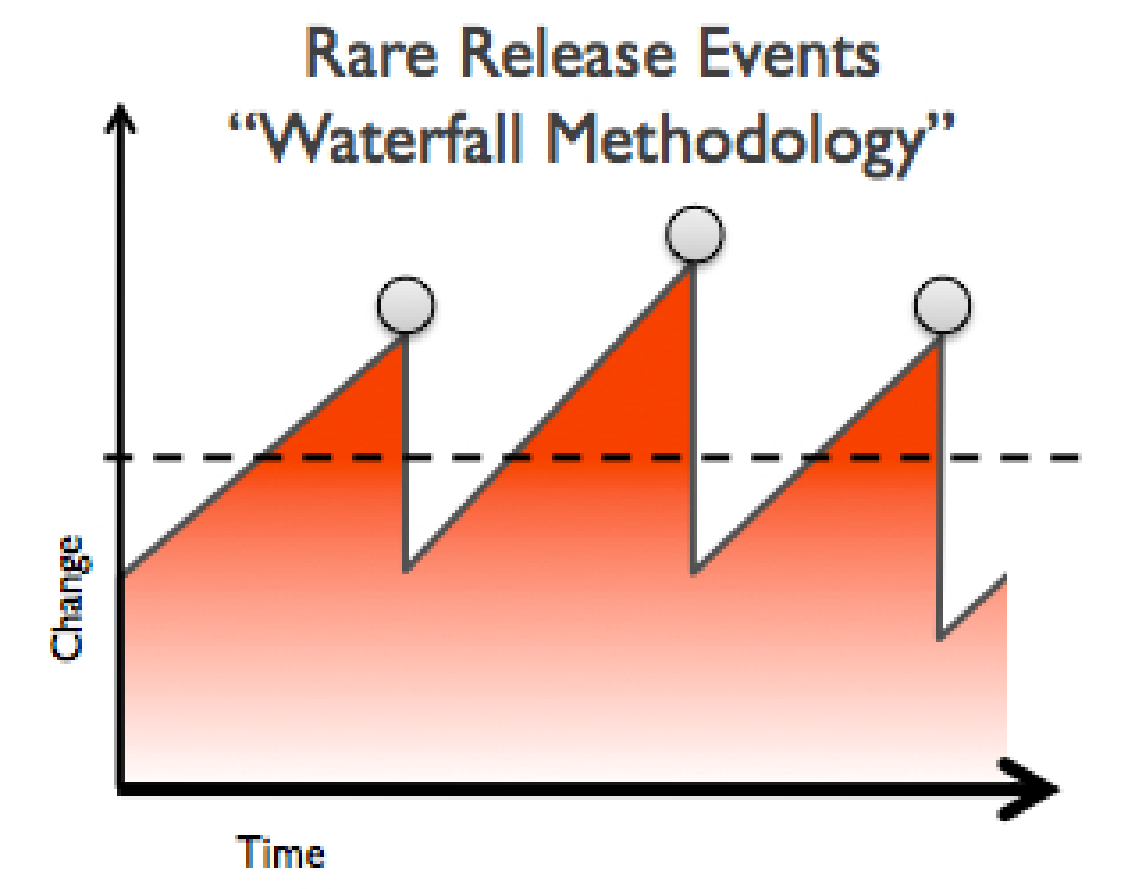 Rare Release Events
“Waterfall Methodology”
Change
Time